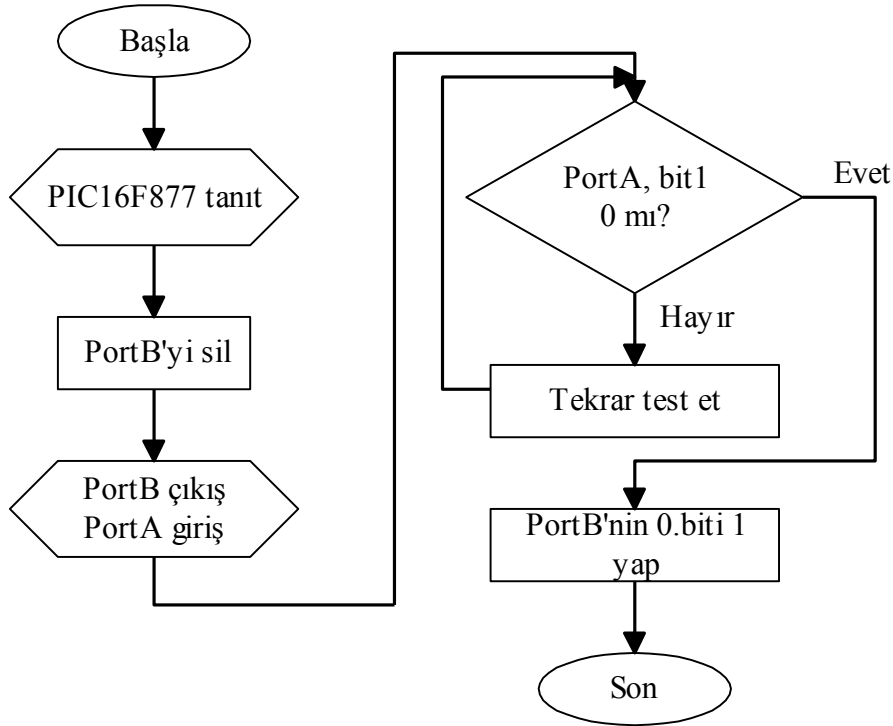 Başla
PIC16F877 tanıt
PortB'yi sil
PortB çıkış
PortA giriş
PortA, bit1
0 mı?
Evet
Hayır
Tekrar test et
PortB'nin 0.biti 1
yap
Son